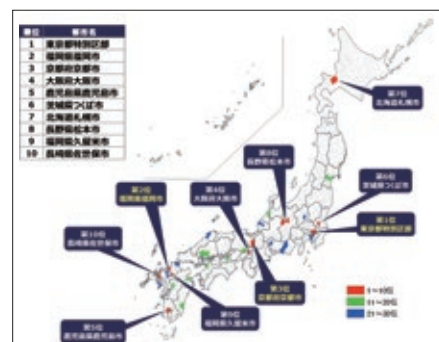 順位 都市名
1 東京都特別区部
2 福岡県福岡市
3 京都府京都市
4 大阪府大阪市
5 鹿児島県鹿児島市
6 茨城県つくば市
7 北海道札幌市
8 長野県松本市
9 福岡県久留米市
10 長崎県佐世保市
第7位
北海道札幌市
第8位
長野県松本市
第6位
茨城県つくば市
第2位
福岡県福岡市
第4位
大阪府大阪市
第1位
東京都特別区部
第10位
長崎県佐世保市
第3位
京都府京都市
第9位
福岡県久留米市
第5位
鹿児島県鹿児島市
1~10位
11~20位
21~30位